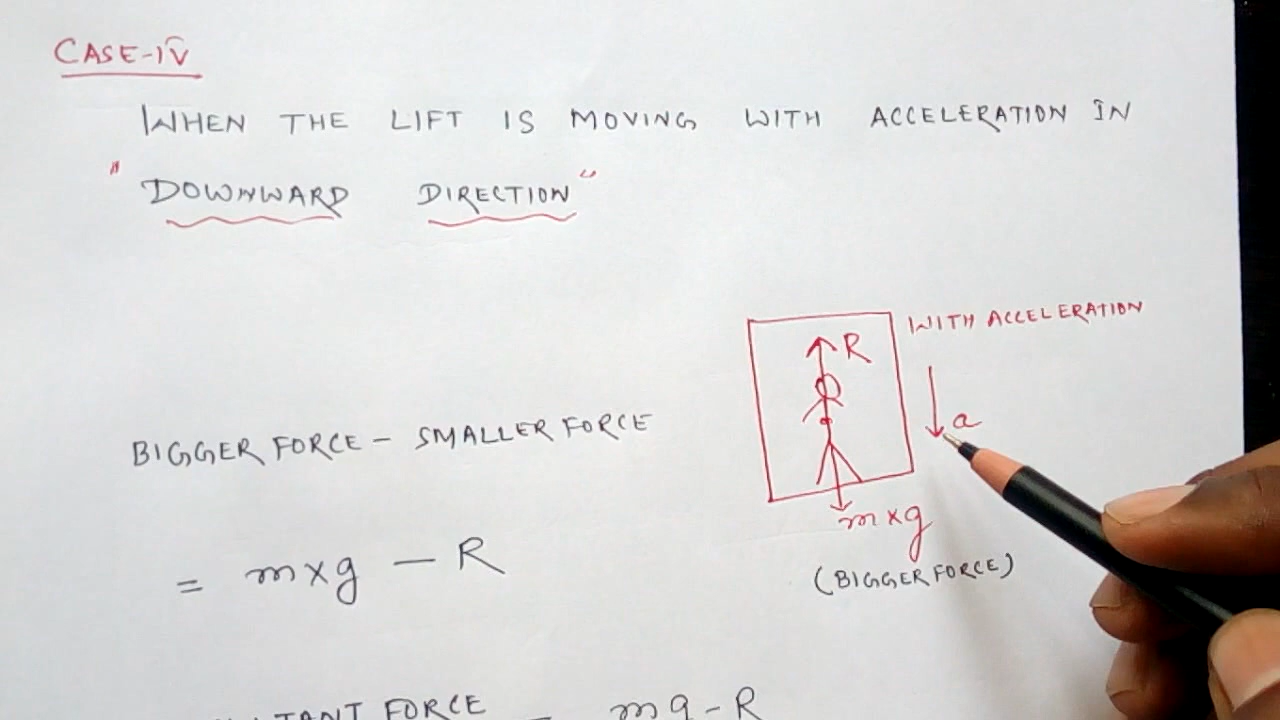 CASE-IV
WHEN THE LIFT IS MOVING WITH ACCELERATION IN
" DOWNWARD DIRECTION "
WITH ACCELERATION
R
a
BIGGER FORCE - SMALLER FORCE
m x g
(BIGGER FORCE)
= m x g - R
FORCE - mg - R